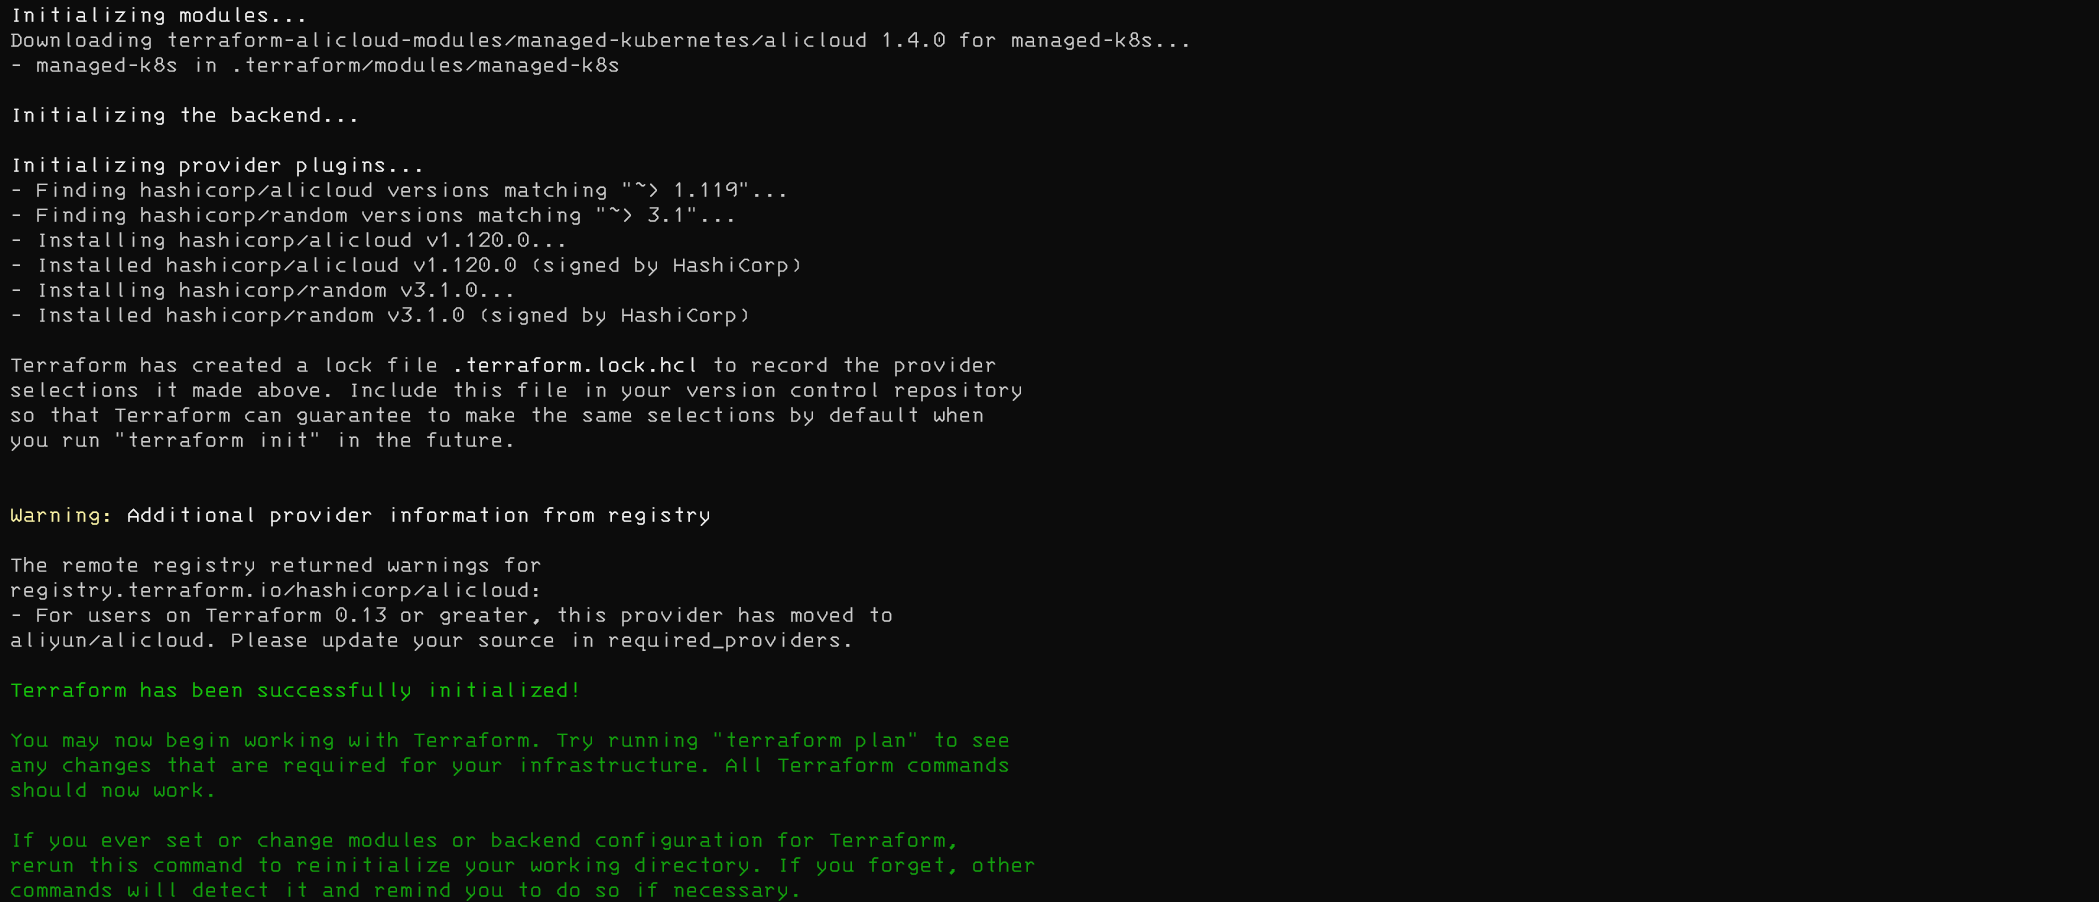 Initializing modules...
Downloading terraform-alicloud-modules/managed-kubernetes/alicloud 1.4.0 for managed-k8s...
- managed-k8s in .terraform/modules/managed-k8s
Initializing the backend...
Initializing provider plugins...
- Finding hashicorp/alicloud versions matching "~> 1.119"...
- Finding hashicorp/random versions matching "~> 3.1"...
- Installing hashicorp/alicloud v1.120.0...
- Installed hashicorp/alicloud v1.120.0 (signed by HashiCorp)
- Installing hashicorp/random v3.1.0...
- Installed hashicorp/random v3.1.0 (signed by HashiCorp)
Terraform has created a lock file .terraform.lock.hcl to record the provider
selections it made above. Include this file in your version control repository
so that Terraform can guarantee to make the same selections by default when
you run "terraform init" in the future.
Warning: Additional provider information from registry
The remote registry returned warnings for
registry.terraform.io/hashicorp/alicloud:
- For users on Terraform 0.13 or greater, this provider has moved to
aliyun/alicloud. Please update your source in required_providers.
Terraform has been successfully initialized!
You may now begin working with Terraform. Try running "terraform plan" to see
any changes that are required for your infrastructure. All Terraform commands
should now work.
If you ever set or change modules or backend configuration for Terraform,
rerun this command to reinitialize your working directory. If you forget, other
commands will detect it and remind you to do so if necessary.